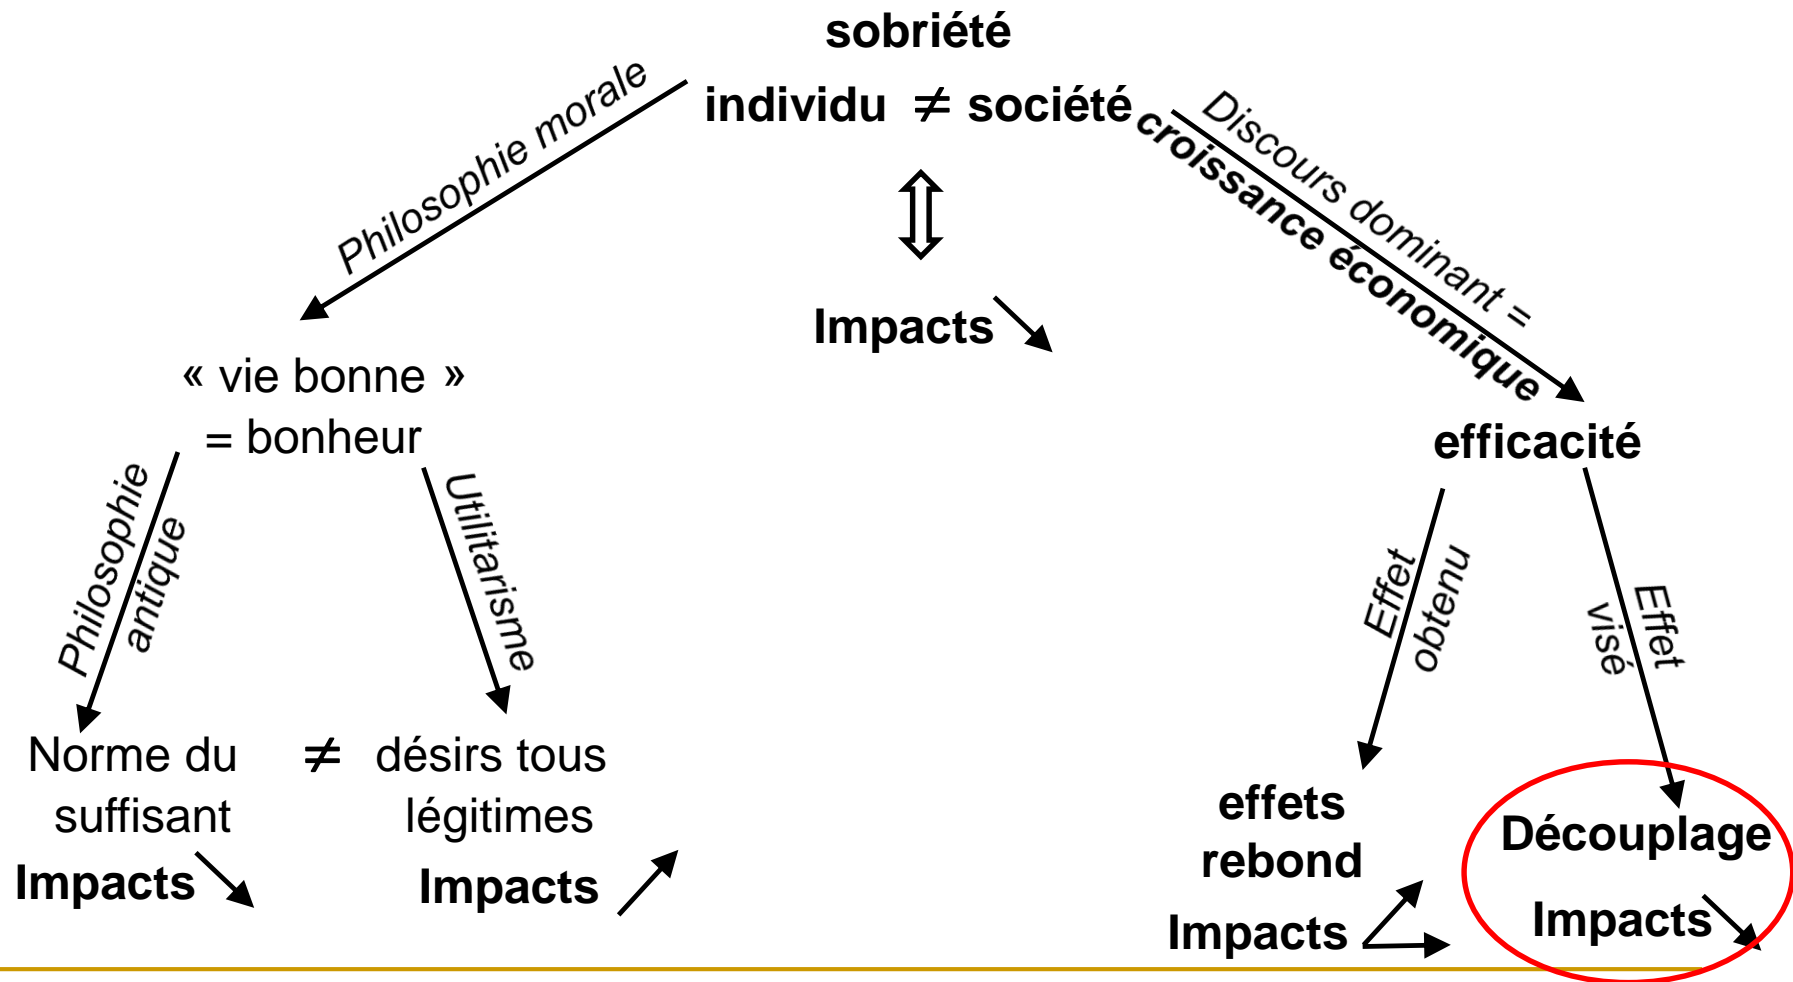 sobriété
individu ≠ société
Philosophie morale
Discours dominant =
croissance économique
Impacts
« vie bonne »
= bonheur
efficacité
Philosophie
antique
Utilitarisme
Effet
obtenu
Effet
visé
Norme du ≠ désirs tous
suffisant légitimes
Impacts Impacts
effets
rebond
Impacts
Découplage
Impacts